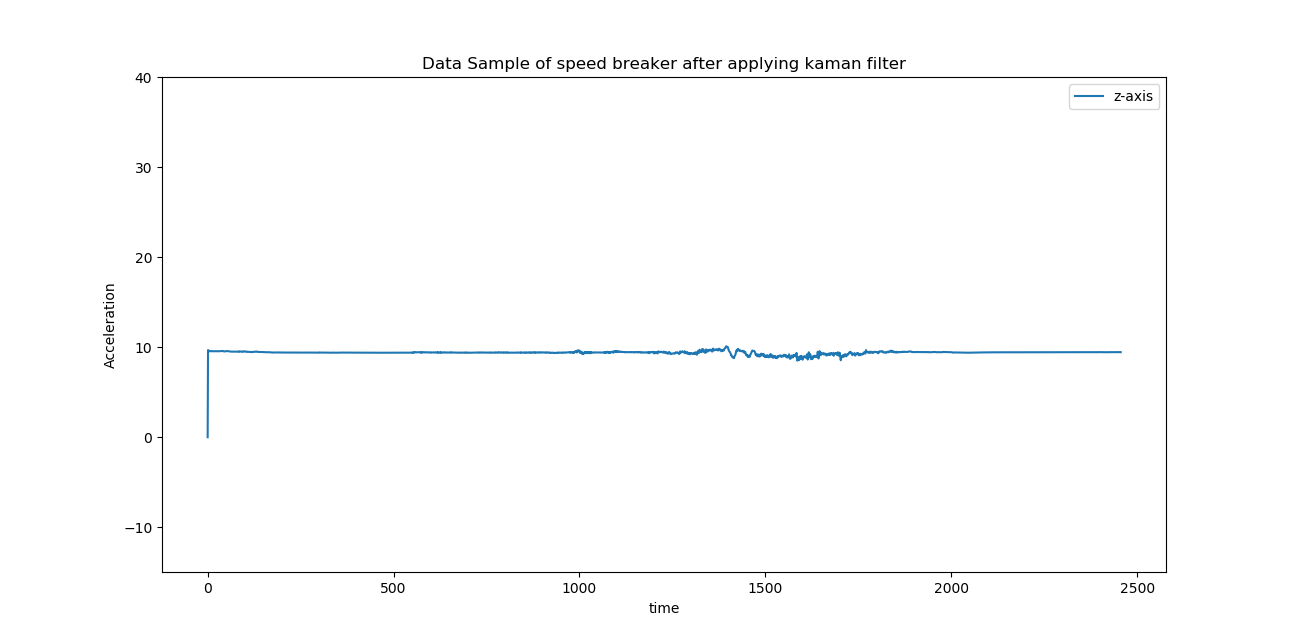 Data Sample of speed breaker after applying kaman filter
z-axis
40
30
20
10
0
−10
Acceleration
0 500 1000 1500 2000 2500
time